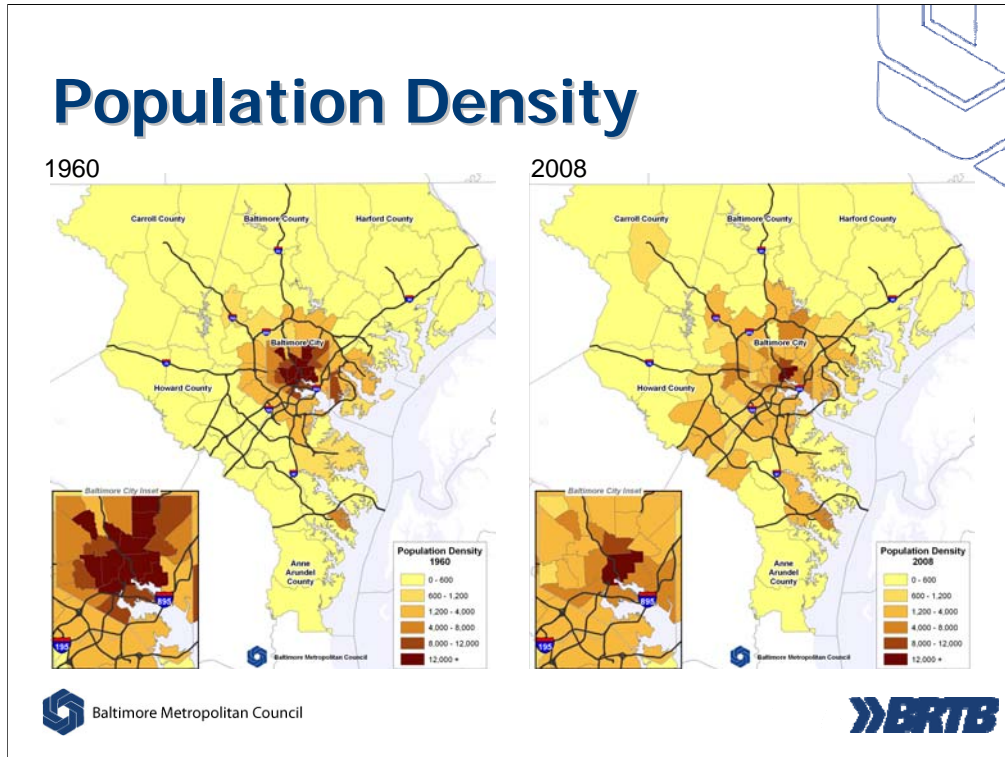 Population Density
1960
Carroll County
Baltimore County
Harford County
Baltimore City
Howard County
Baltimore City Inset
895
195
Anne
Arundel
County
Population Density
1960
0 - 600
600 - 1,200
1,200 - 4,000
4,000 - 8,000
8,000 - 12,000
12,000 +
Baltimore Metropolitan Council
2008
Carroll County
Baltimore County
Harford County
Baltimore City
Howard County
Baltimore City Inset
895
195
Anne
Arundel
County
Population Density
2008
0 - 600
600 - 1,200
1,200 - 4,000
4,000 - 8,000
8,000 - 12,000
12,000 +
Baltimore Metropolitan Council
Baltimore Metropolitan Council
BRTB